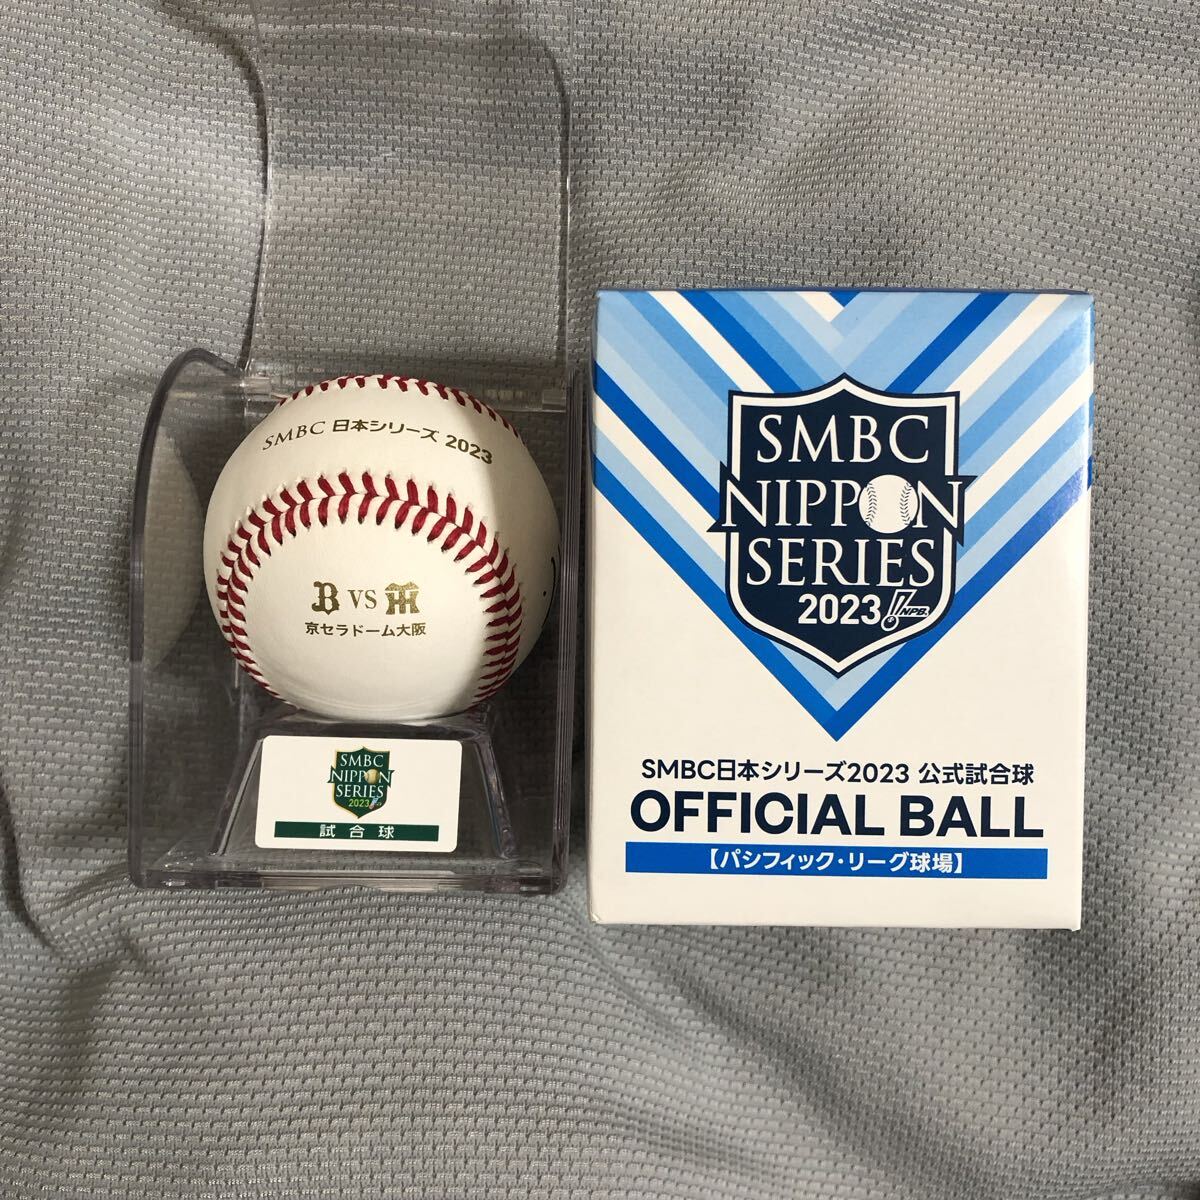 SMBC 日本シリーズ 2023
B VS HT
京セラドーム大阪
SMBC
NIPPON
SERIES
2023
試合球
SMBC
NIPPON
SERIES
2023 NPB.
SMBC日本シリーズ2023 公式試合球
OFFICIAL BALL
【パシフィック・リーグ球場】